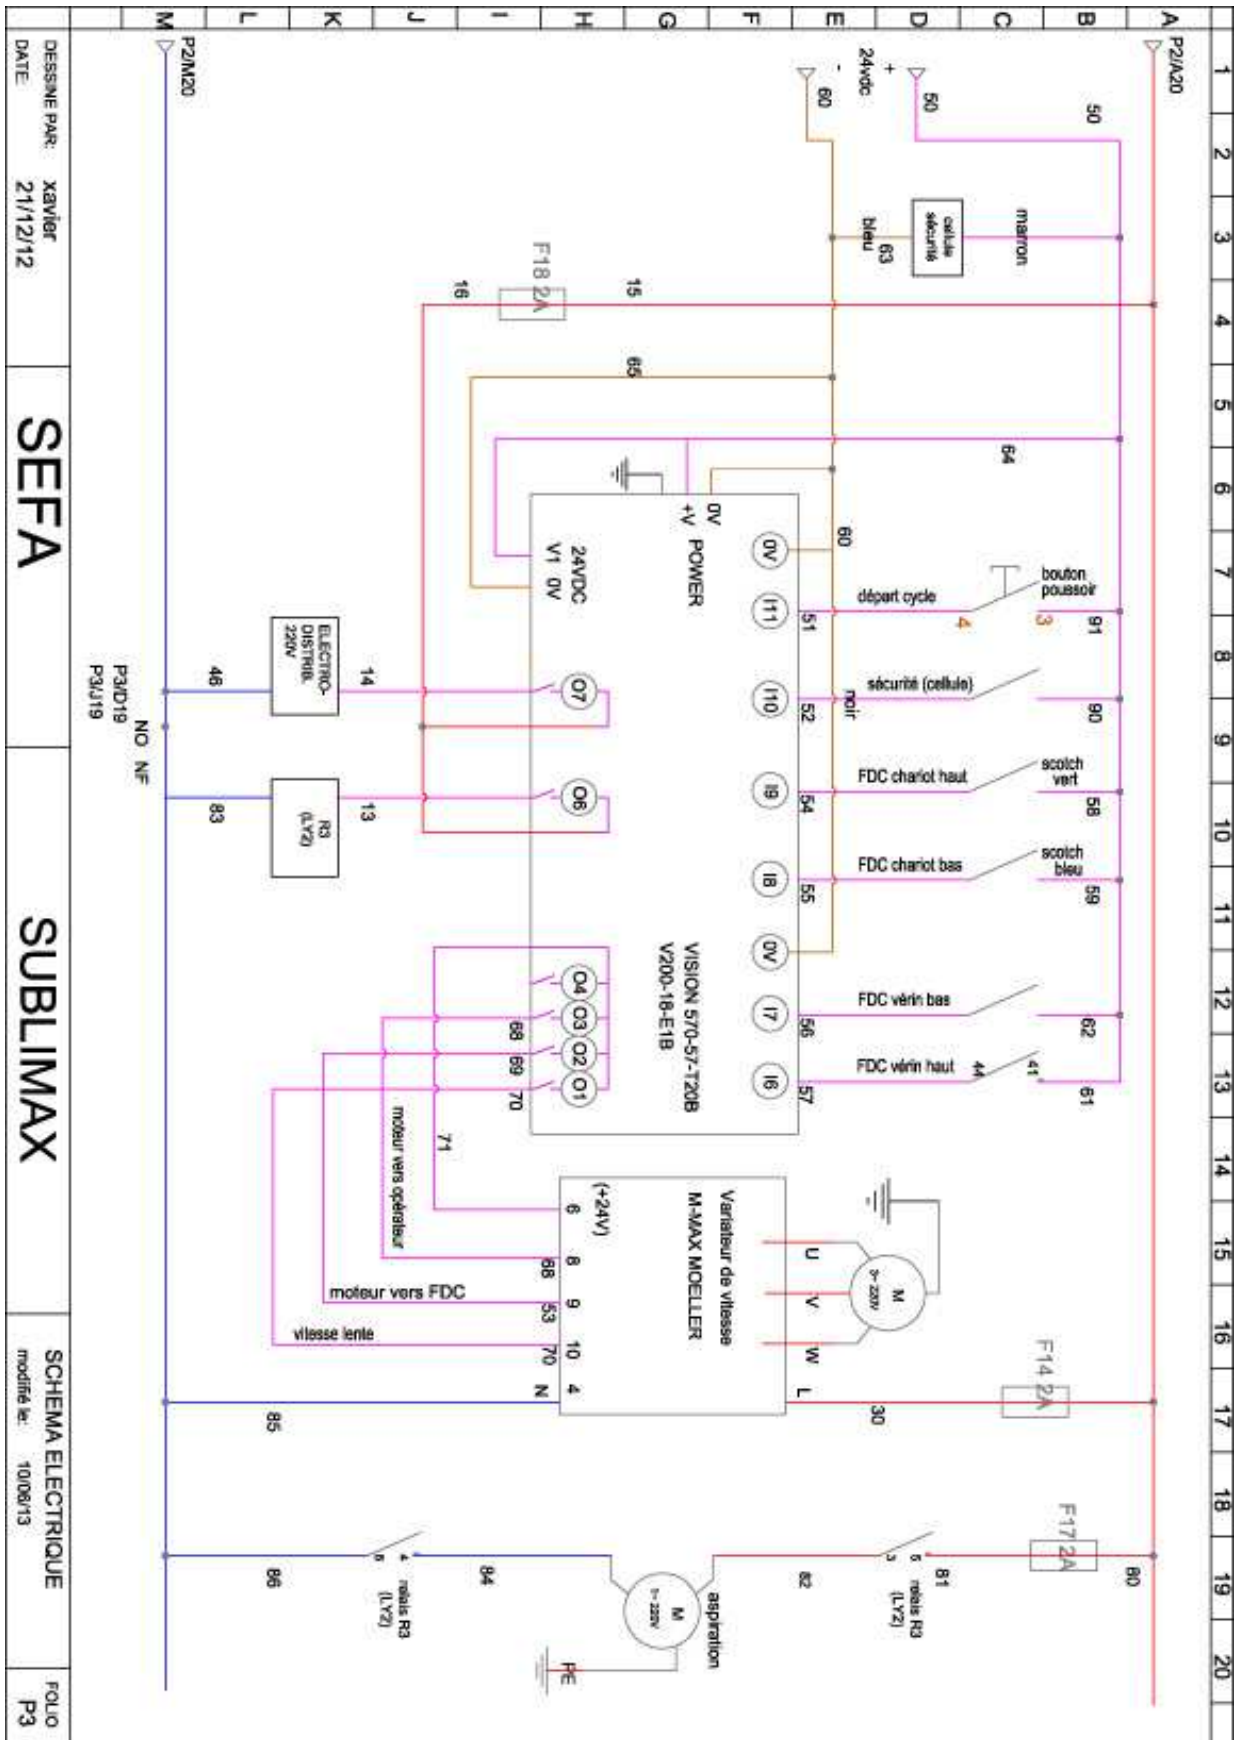 A B C D E F G H I J K L M
1 2 3 4 5 6 7 8 9 10 11 12 13 14 15 16 17 18 19 20
P2/A20
50
50
+
24vdc
-
60
P2/M20
marron
cellule
sécurité
63
bleu
15
F18 2A
16
65
64
60
0V
+V
POWER
24VDC
V1 0V
bouton
poussoir
91
3
4
départ cycle
51
0V
I11
90
sécurité (cellule)
noir
52
I10
O7
14
ELECTRO-
DISTRIB.
220V
46
P3/D19
P3/J19
NO NF
scotch
vert
58
FDC chariot haut
54
I9
O6
13
R3
(LY2)
83
scotch
bleu
59
FDC chariot bas
55
I8
0V
VISION 570-57-T20B
V200-18-E1B
62
FDC vérin bas
56
I7
61
41
44
FDC vérin haut
57
I6
O4
O3
O2
O1
68
69
70
71
moteur vers opérateur
moteur vers FDC
vitesse lente
Variateur de vitesse
M-MAX MOELLER
(+24V)
6
8
9
10
4
68
53
70
N
85
U
V
W
L
M
3~ 220V
F14 2A
30
F17 2A
80
81
5
3
relais R3
(LY2)
82
aspiration
M
1~ 220V
PE
84
4
6
relais R3
(LY2)
86
DESSINE PAR: xavier
DATE: 21/12/12
SEFA
SUBLIMAX
SCHEMA ELECTRIQUE
modifié le: 10/06/13
FOLIO
P3